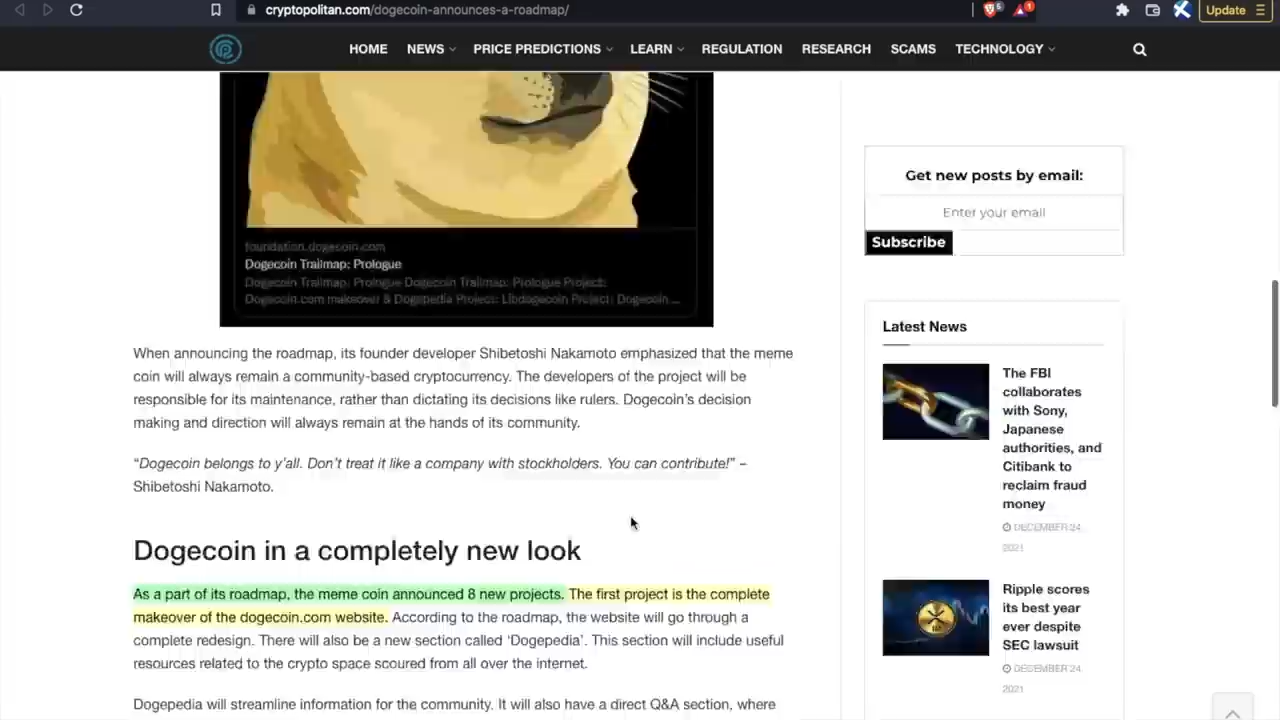 cryptopolitan.com/dogecoin-announces-a-roadmap/
5
1
Update
HOME NEWS PRICE PREDICTIONS LEARN REGULATION RESEARCH SCAMS TECHNOLOGY
foundation.dogecoin.com
Dogecoin Trailmap: Prologue
Dogecoin Trailmap: Prologue Dogecoin Trailmap: Prologue Project:
Dogecoin.com makeover & Dogepedia Project: Libdogecoin Project: Dogecoin ...
When announcing the roadmap, its founder developer Shibetoshi Nakamoto emphasized that the meme
coin will always remain a community-based cryptocurrency. The developers of the project will be
responsible for its maintenance, rather than dictating its decisions like rulers. Dogecoin’s decision
making and direction will always remain at the hands of its community.
“Dogecoin belongs to y’all. Don’t treat it like a company with stockholders. You can contribute!” –
Shibetoshi Nakamoto.
Dogecoin in a completely new look
As a part of its roadmap, the meme coin announced 8 new projects. The first project is the complete
makeover of the dogecoin.com website. According to the roadmap, the website will go through a
complete redesign. There will also be a new section called ‘Dogepedia’. This section will include useful
resources related to the crypto space scoured from all over the internet.
Dogepedia will streamline information for the community. It will also have a direct Q&A section, where
Get new posts by email:
Enter your email
Subscribe
Latest News
The FBI
collaborates
with Sony,
Japanese
authorities, and
Citibank to
reclaim fraud
money
DECEMBER 24,
2021
Ripple scores
its best year
ever despite
SEC lawsuit
DECEMBER 24,
2021